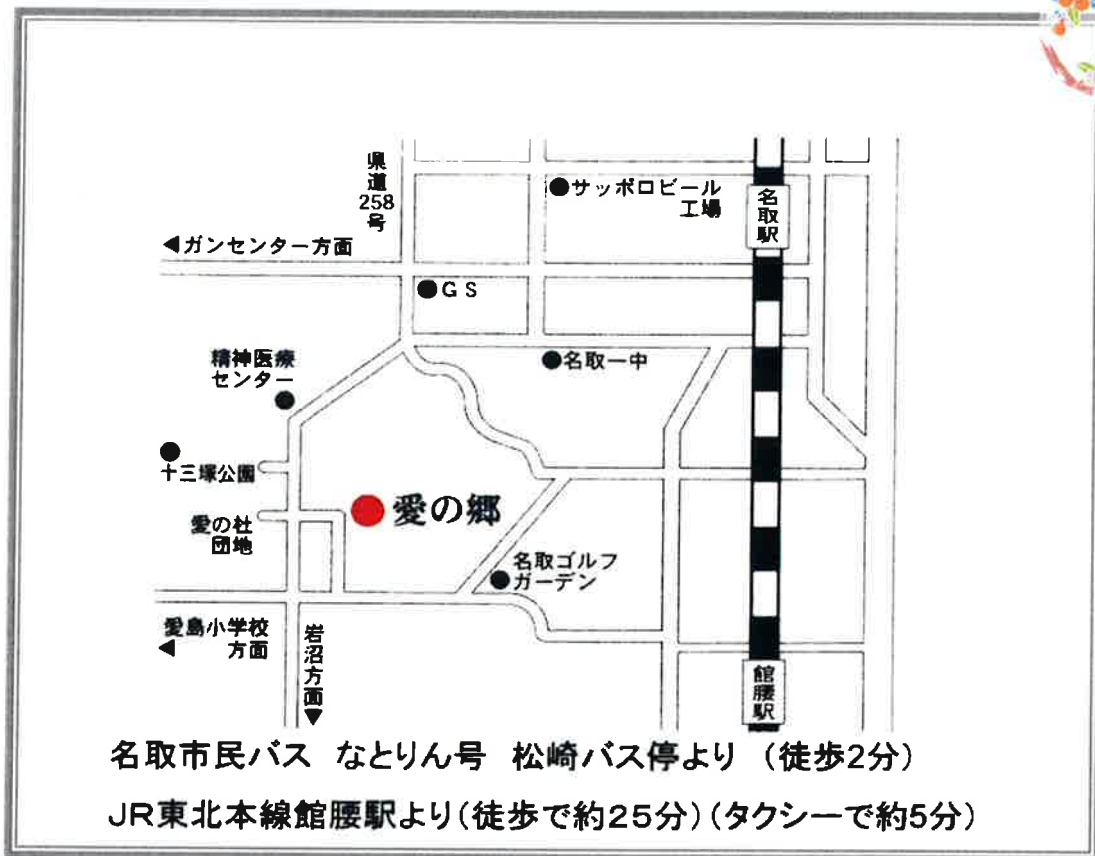 県道258号
サッポロビール
工場
名取駅
◀ガンセンター方面
GS
精神医療
センター
名取一中
十三塚公園
愛の郷
愛の杜
団地
名取ゴルフ
ガーデン
愛島小学校
◀ 方面
岩沼方面▼
館腰駅
名取市民バス なとりん号 松崎バス停より (徒歩2分)
JR東北本線館腰駅より(徒歩で約25分)(タクシーで約5分)